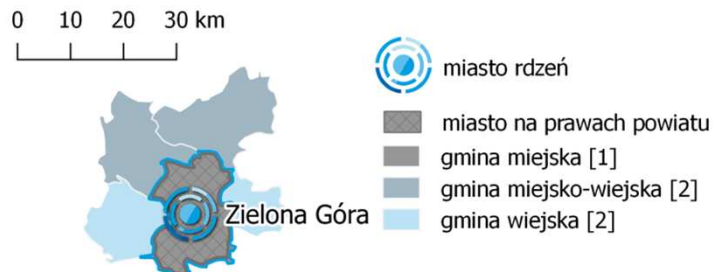 0 10 20 30 km
miasto rdzeń
miasto na prawach powiatu
gmina miejska [1]
gmina miejsko-wiejska [2]
gmina wiejska [2]
Zielona Góra